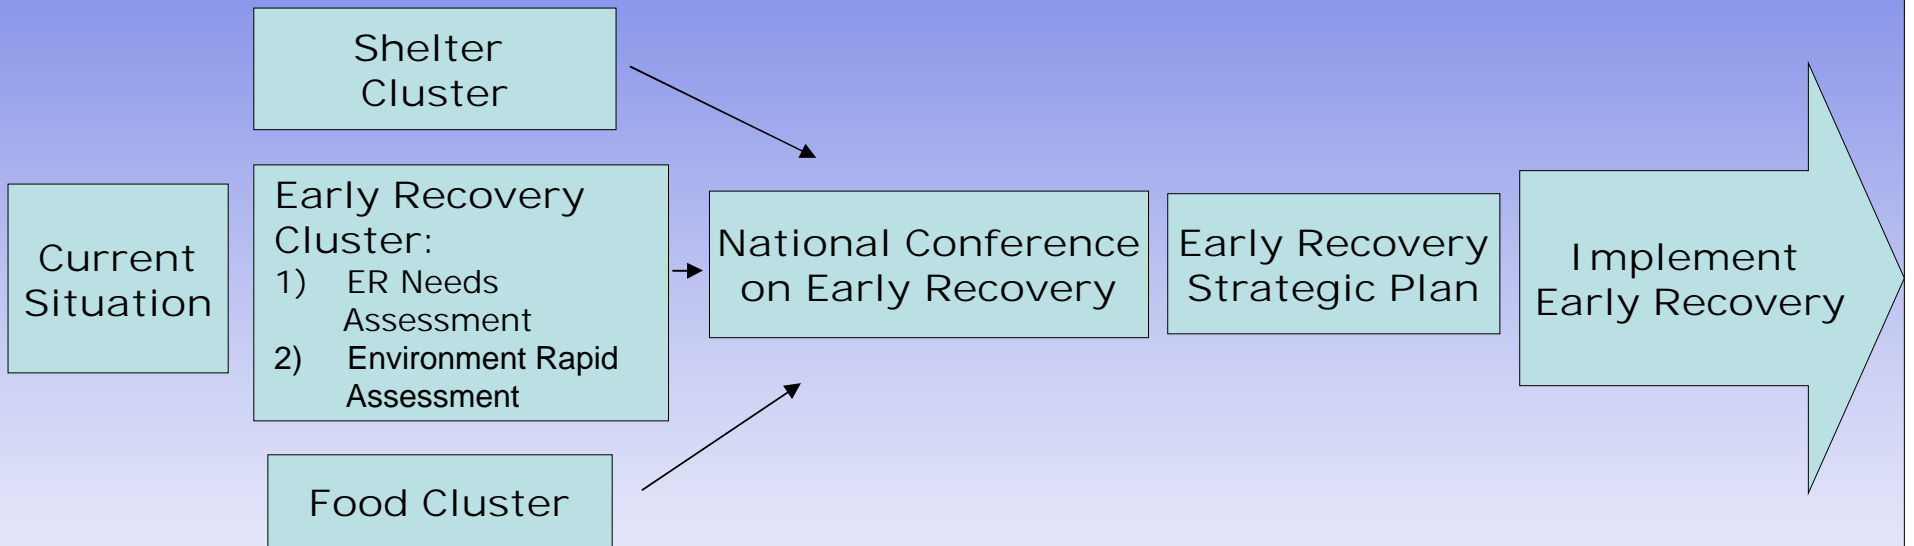 Shelter
Cluster
Current
Situation
Early Recovery
Cluster:
1) ER Needs
Assessment
2) Environment Rapid
Assessment
Food Cluster
National Conference
on Early Recovery
Early Recovery
Strategic Plan
Implement
Early Recovery